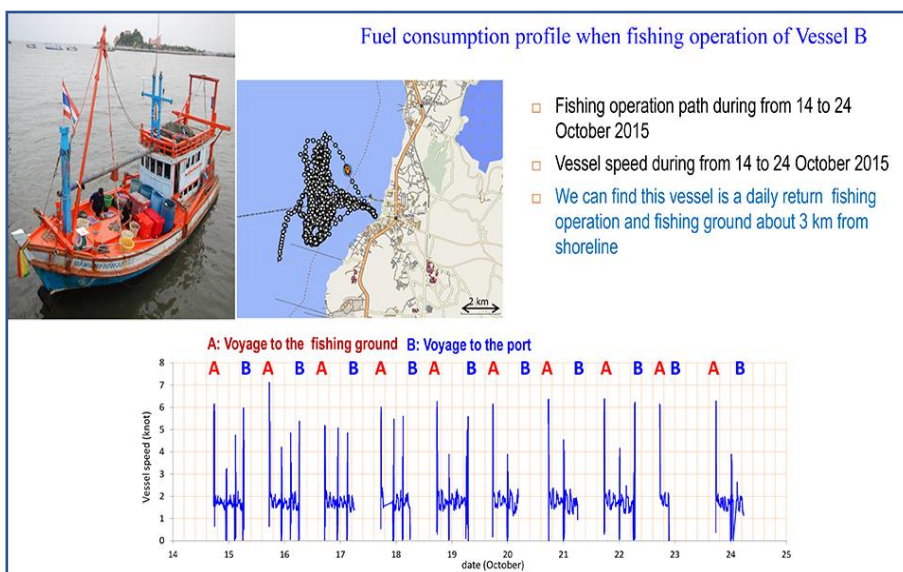 Fuel consumption profile when fishing operation of Vessel B
Fishing operation path during from 14 to 24
October 2015
Vessel speed during from 14 to 24 October 2015
We can find this vessel is a daily return fishing
operation and fishing ground about 3 km from
shoreline
2 km
A: Voyage to the fishing ground B: Voyage to the port
A B A B A B A B A B A B A B A B A B A B
8
7
6
5
4
3
2
1
0
Vessel speed (knot)
14 15 16 17 18 19 20 21 22 23 24 25
date (October)